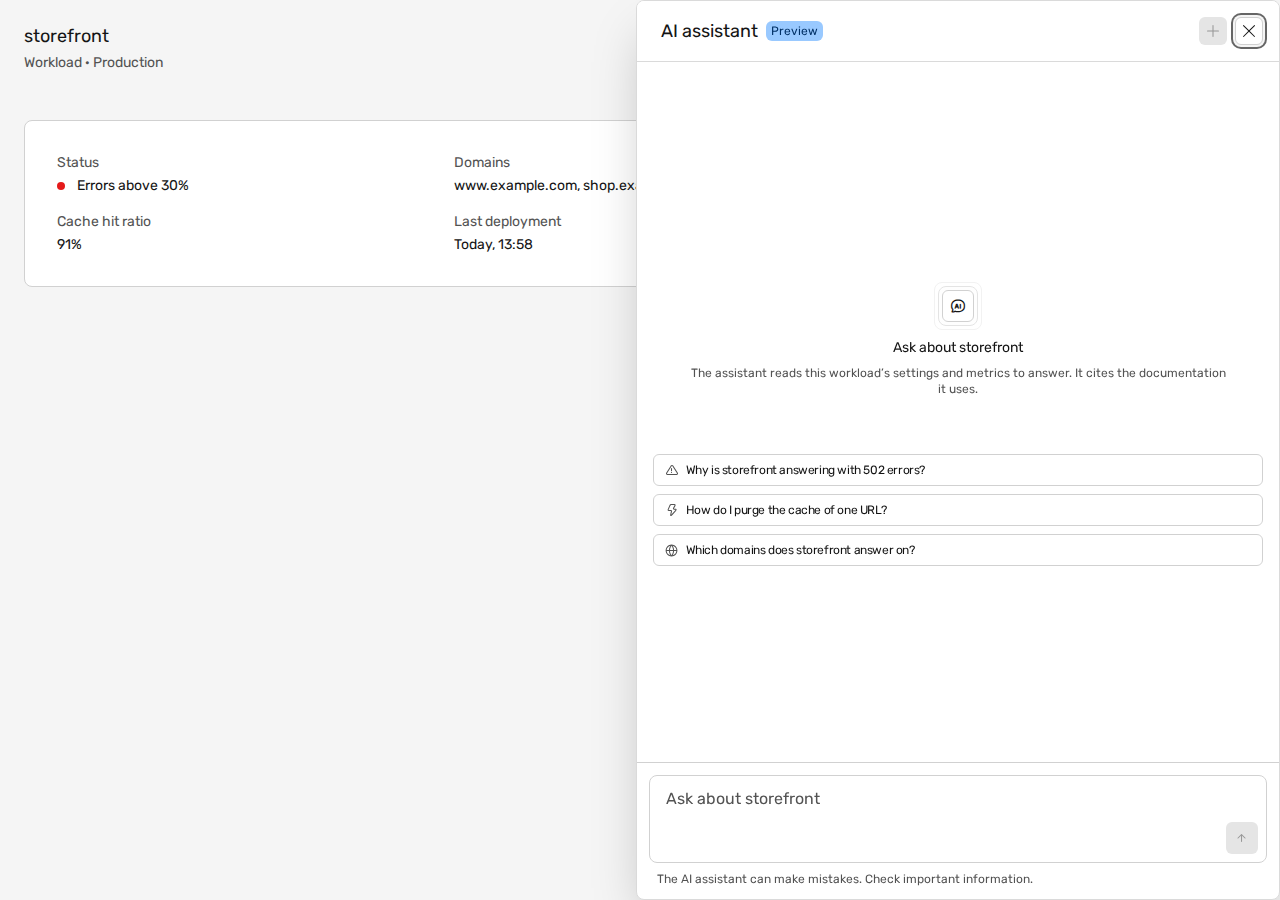 storefront
Workload • Production
Status
Errors above 30%
Domains
www.example.com, shop.exa
Cache hit ratio
91%
Last deployment
Today, 13:58
AI assistant
Preview
AI
Ask about storefront
The assistant reads this workload's settings and metrics to answer. It cites the documentation
it uses.
Why is storefront answering with 502 errors?
How do I purge the cache of one URL?
Which domains does storefront answer on?
Ask about storefront
The AI assistant can make mistakes. Check important information.